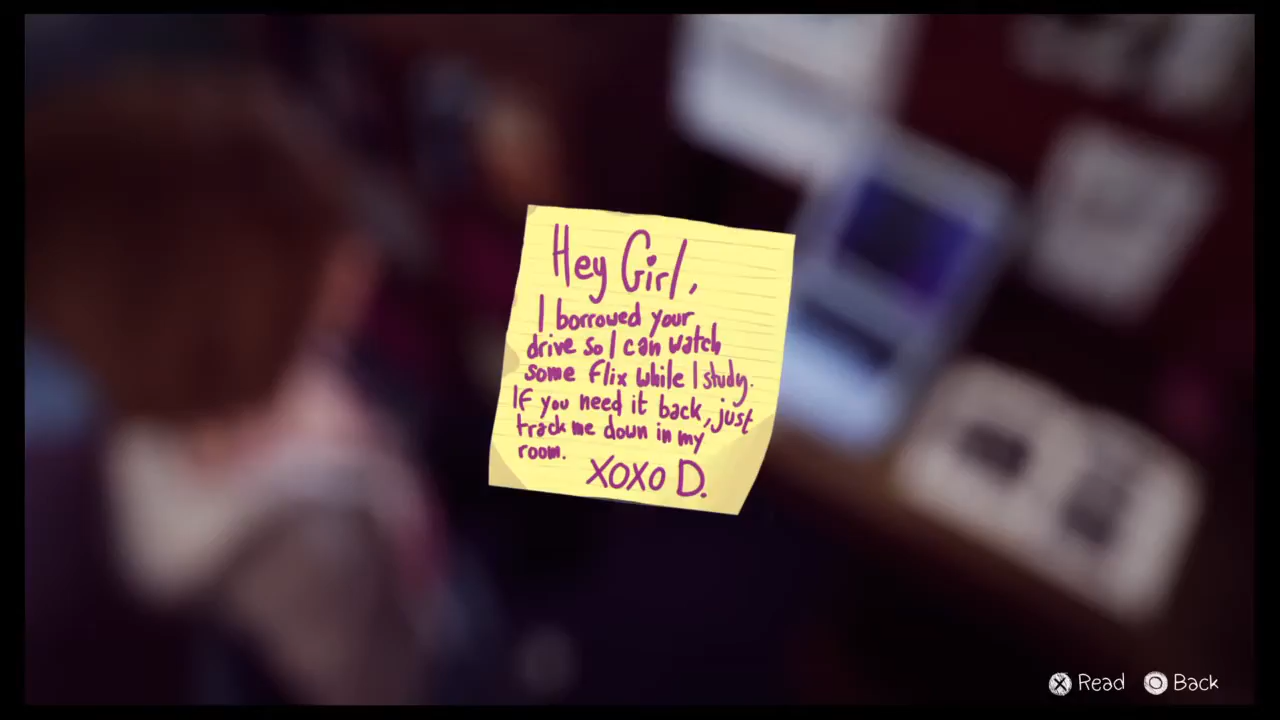 Hey Girl,
I borrowed your
drive so I can watch
some flix while I study.
If you need it back, just
track me down in my
room.
XOXO D.
Read Back